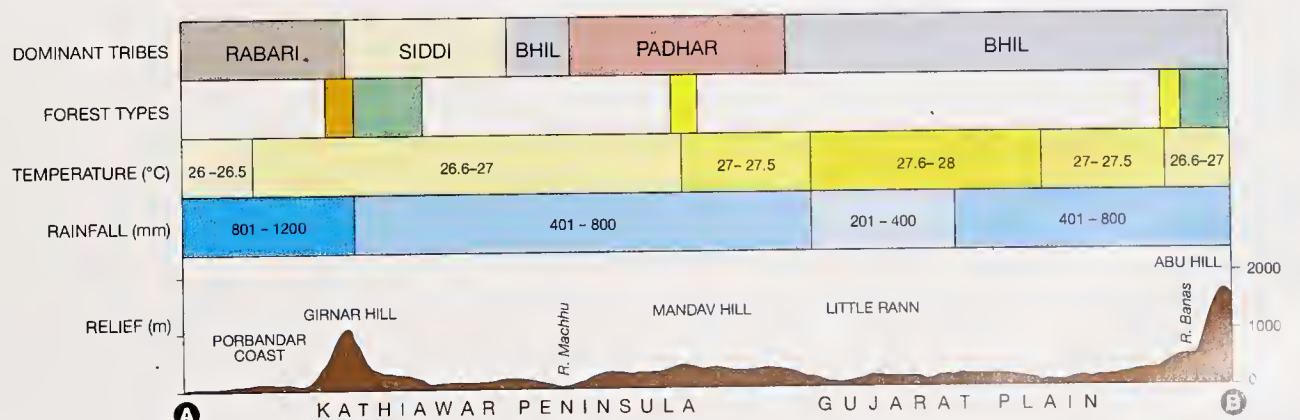 DOMINANT TRIBES
RABARI
SIDDI
BHIL
PADHAR
BHIL
FOREST TYPES
TEMPERATURE (°C)
26 –26.5
26.6–27
27– 27.5
27.6– 28
27– 27.5
26.6–27
RAINFALL (mm)
801 – 1200
401 – 800
201 – 400
401 – 800
RELIEF (m)
PORBANDAR
COAST
GIRNAR HILL
R. Machhu
MANDAV HILL
LITTLE RANN
R. Banas
ABU HILL
2000
1000
0
A
KATHIAWAR PENINSULA
GUJARAT PLAIN
B